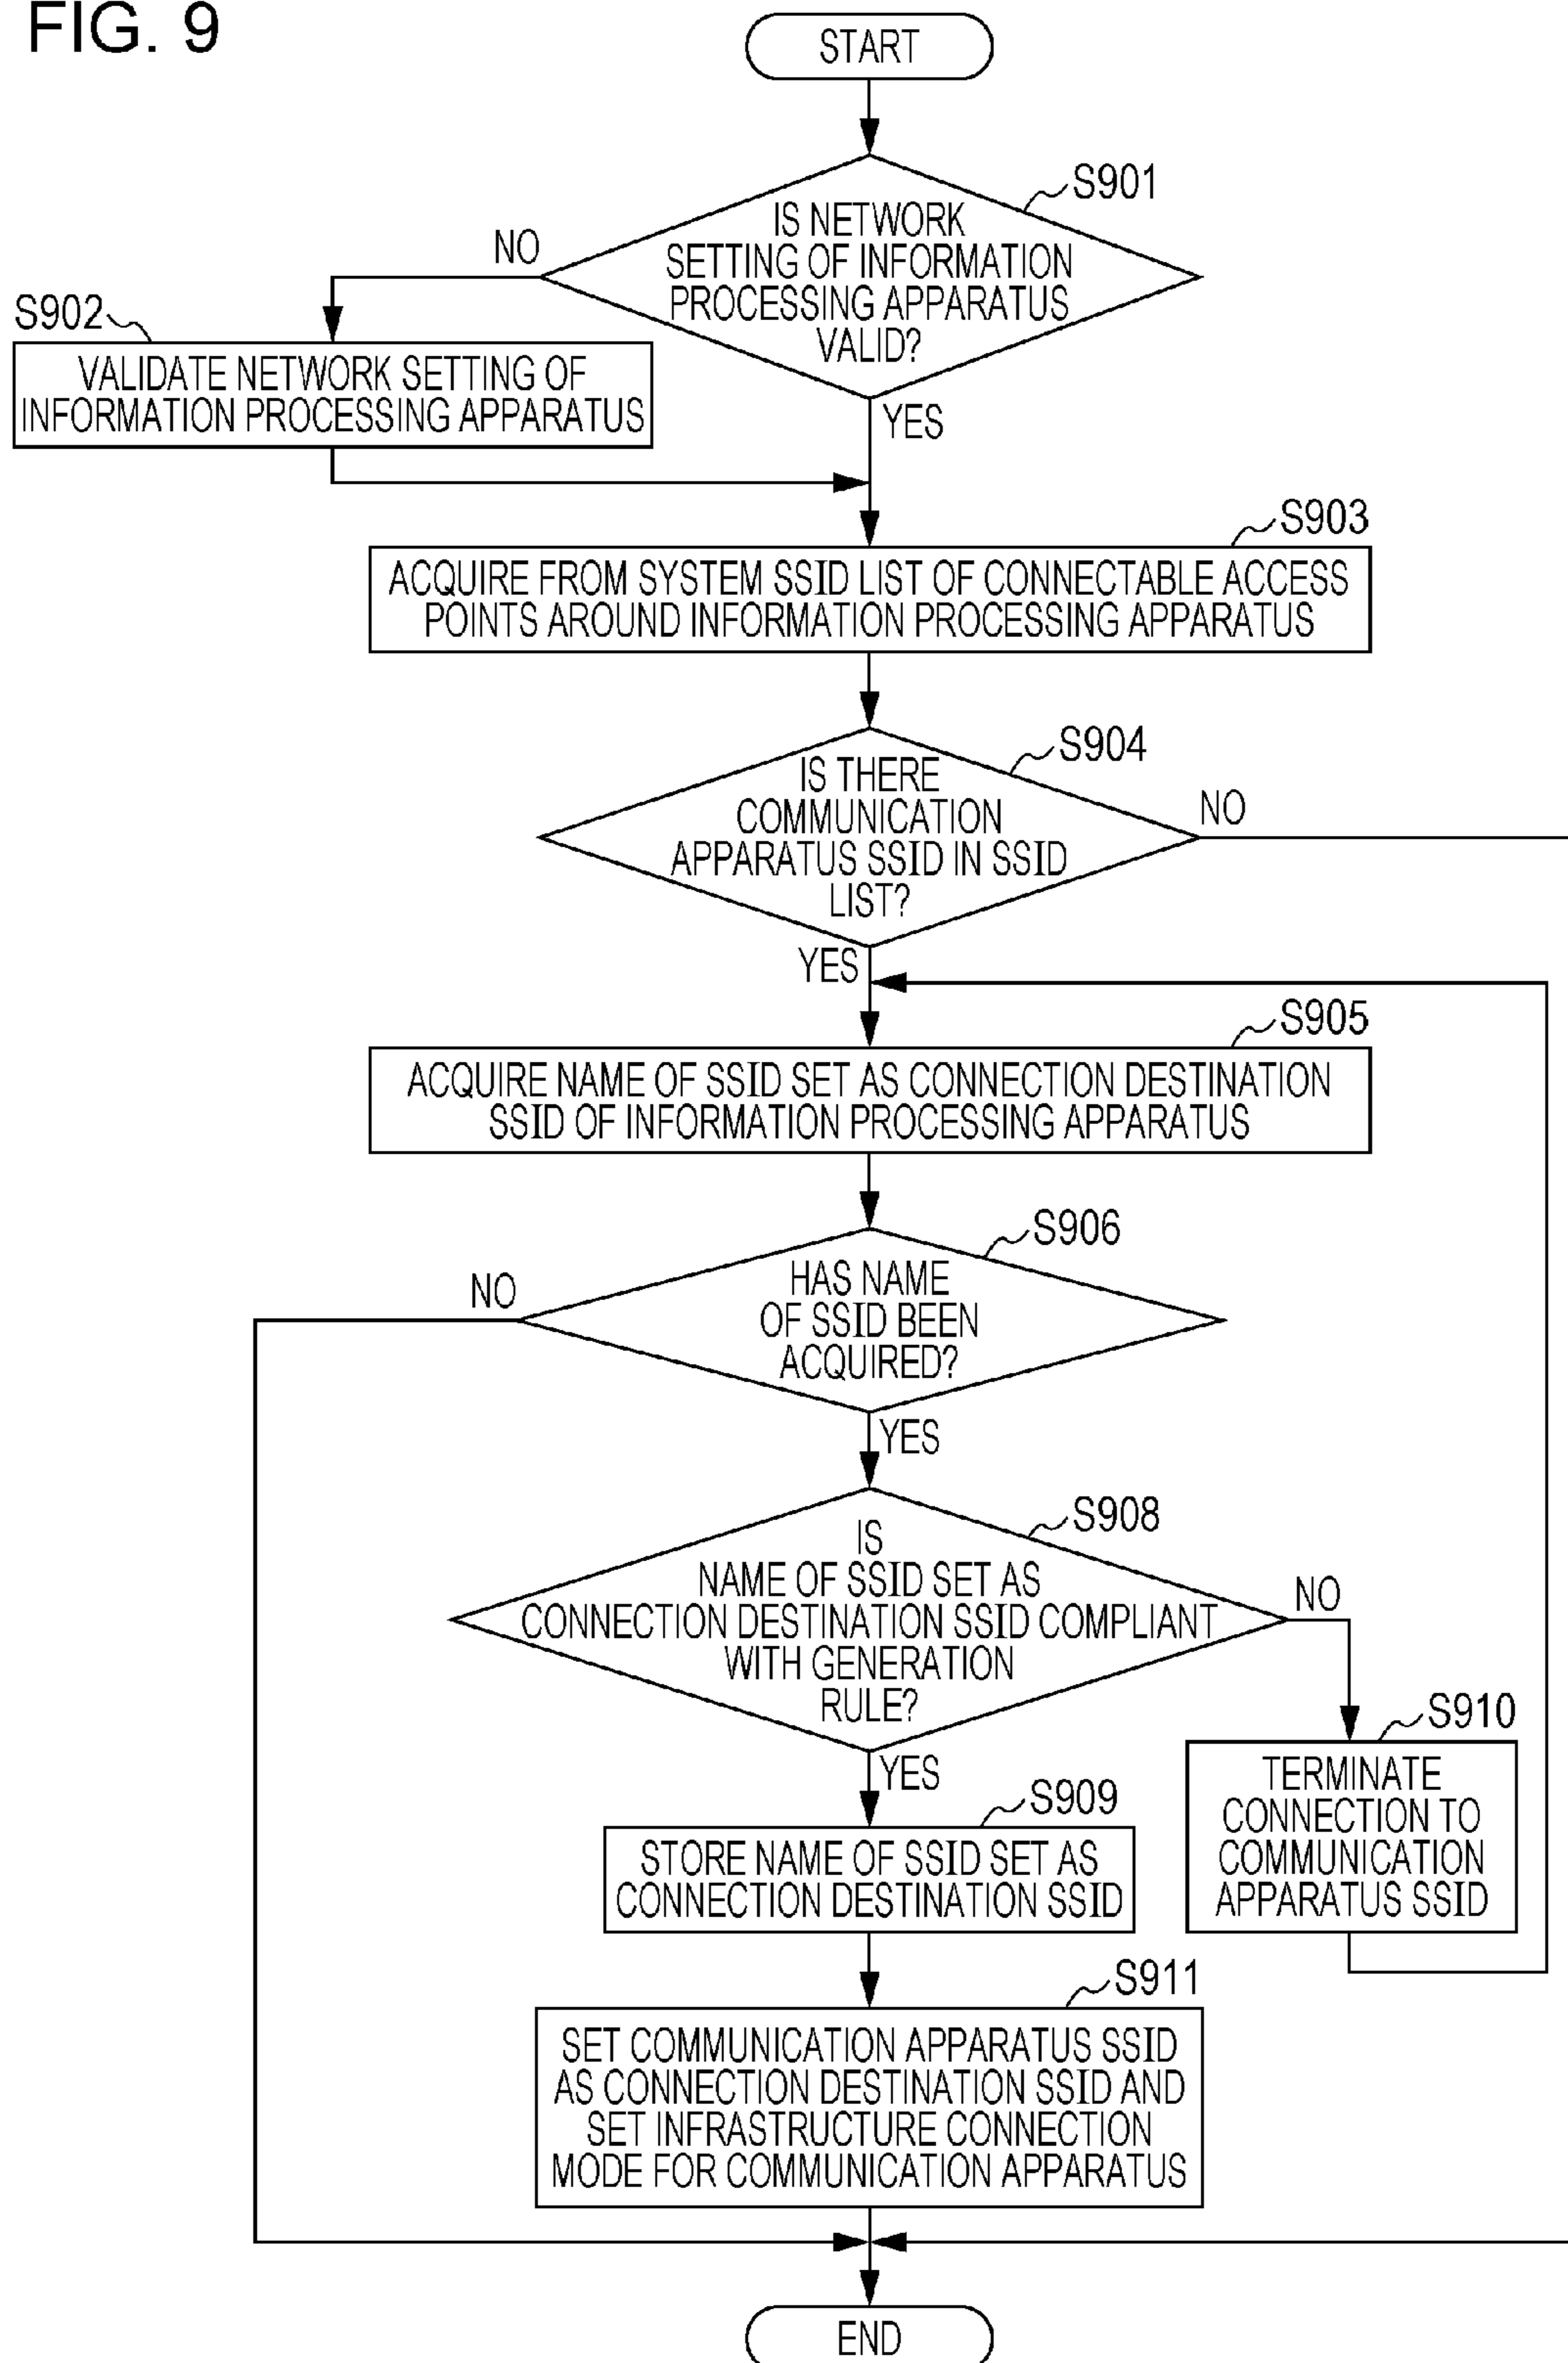 FIG. 9
START
S901
IS NETWORK
SETTING OF INFORMATION
PROCESSING APPARATUS
VALID?
NO
YES
S902
VALIDATE NETWORK SETTING OF
INFORMATION PROCESSING APPARATUS
S903
ACQUIRE FROM SYSTEM SSID LIST OF CONNECTABLE ACCESS
POINTS AROUND INFORMATION PROCESSING APPARATUS
S904
IS THERE
COMMUNICATION
APPARATUS SSID IN SSID
LIST?
NO
YES
S905
ACQUIRE NAME OF SSID SET AS CONNECTION DESTINATION
SSID OF INFORMATION PROCESSING APPARATUS
S906
HAS NAME
OF SSID BEEN
ACQUIRED?
NO
YES
S908
IS
NAME OF SSID SET AS
CONNECTION DESTINATION SSID COMPLIANT
WITH GENERATION
RULE?
NO
YES
S910
TERMINATE
CONNECTION TO
COMMUNICATION
APPARATUS SSID
S909
STORE NAME OF SSID SET AS
CONNECTION DESTINATION SSID
S911
SET COMMUNICATION APPARATUS SSID
AS CONNECTION DESTINATION SSID AND
SET INFRASTRUCTURE CONNECTION
MODE FOR COMMUNICATION APPARATUS
END